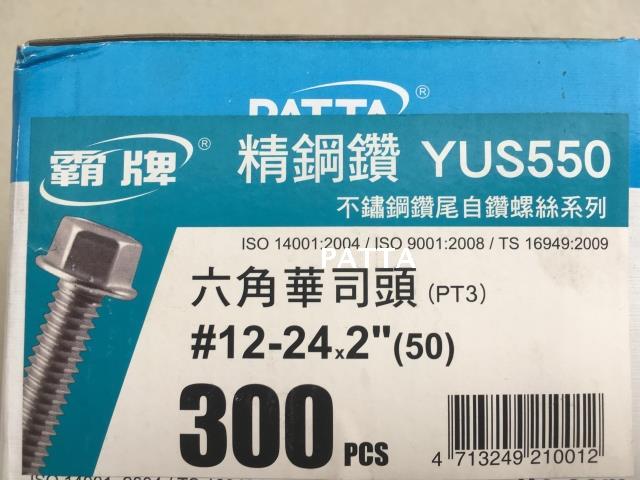 PATTA®
霸牌®
精鋼鑽 YUS550
不鏽鋼鑽尾自鑽螺絲系列
ISO 14001:2004 / ISO 9001:2008 / TS 16949:2009
PATTA
六角華司頭 (PT3)
#12-24x2"(50)
300 PCS
4 713249 210012